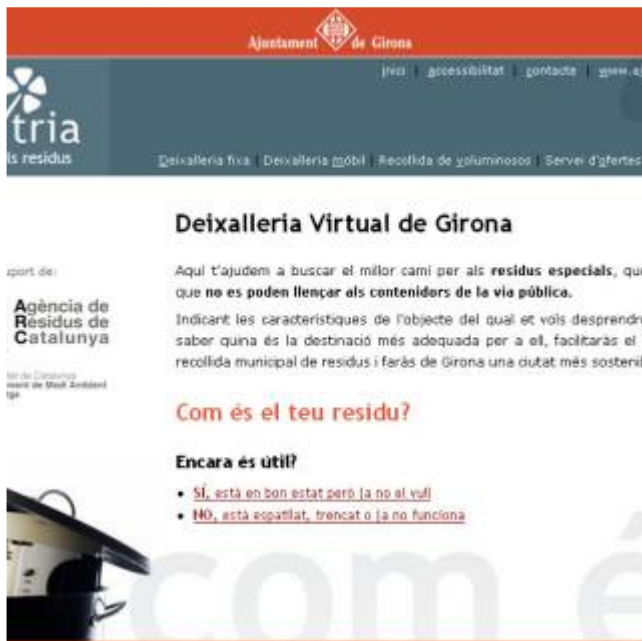 Ajuntament de Girona
inici | accessibilitat | contacte | www.aj
tria
ls residus
Deixalleria fixa | Deixalleria mòbil | Recollida de voluminosos | Servei d'ofertes
Deixalleria Virtual de Girona
uport de:
Aquí t'ajudem a buscar el millor camí per als residus especials, que
que no es poden llençar als contenidors de la via pública.
Agència de
Residus de
Catalunya
Indicant les característiques de l'objecte del qual et vols desprendre
saber quina és la destinació més adequada per a ell, facilitaràs el
recollida municipal de residus i faràs de Girona una ciutat més sostenib
Com és el teu residu?
Encara és útil?
• SÍ, està en bon estat però ja no el vull
• NO, està espatllat, trencat o ja no funciona
com é